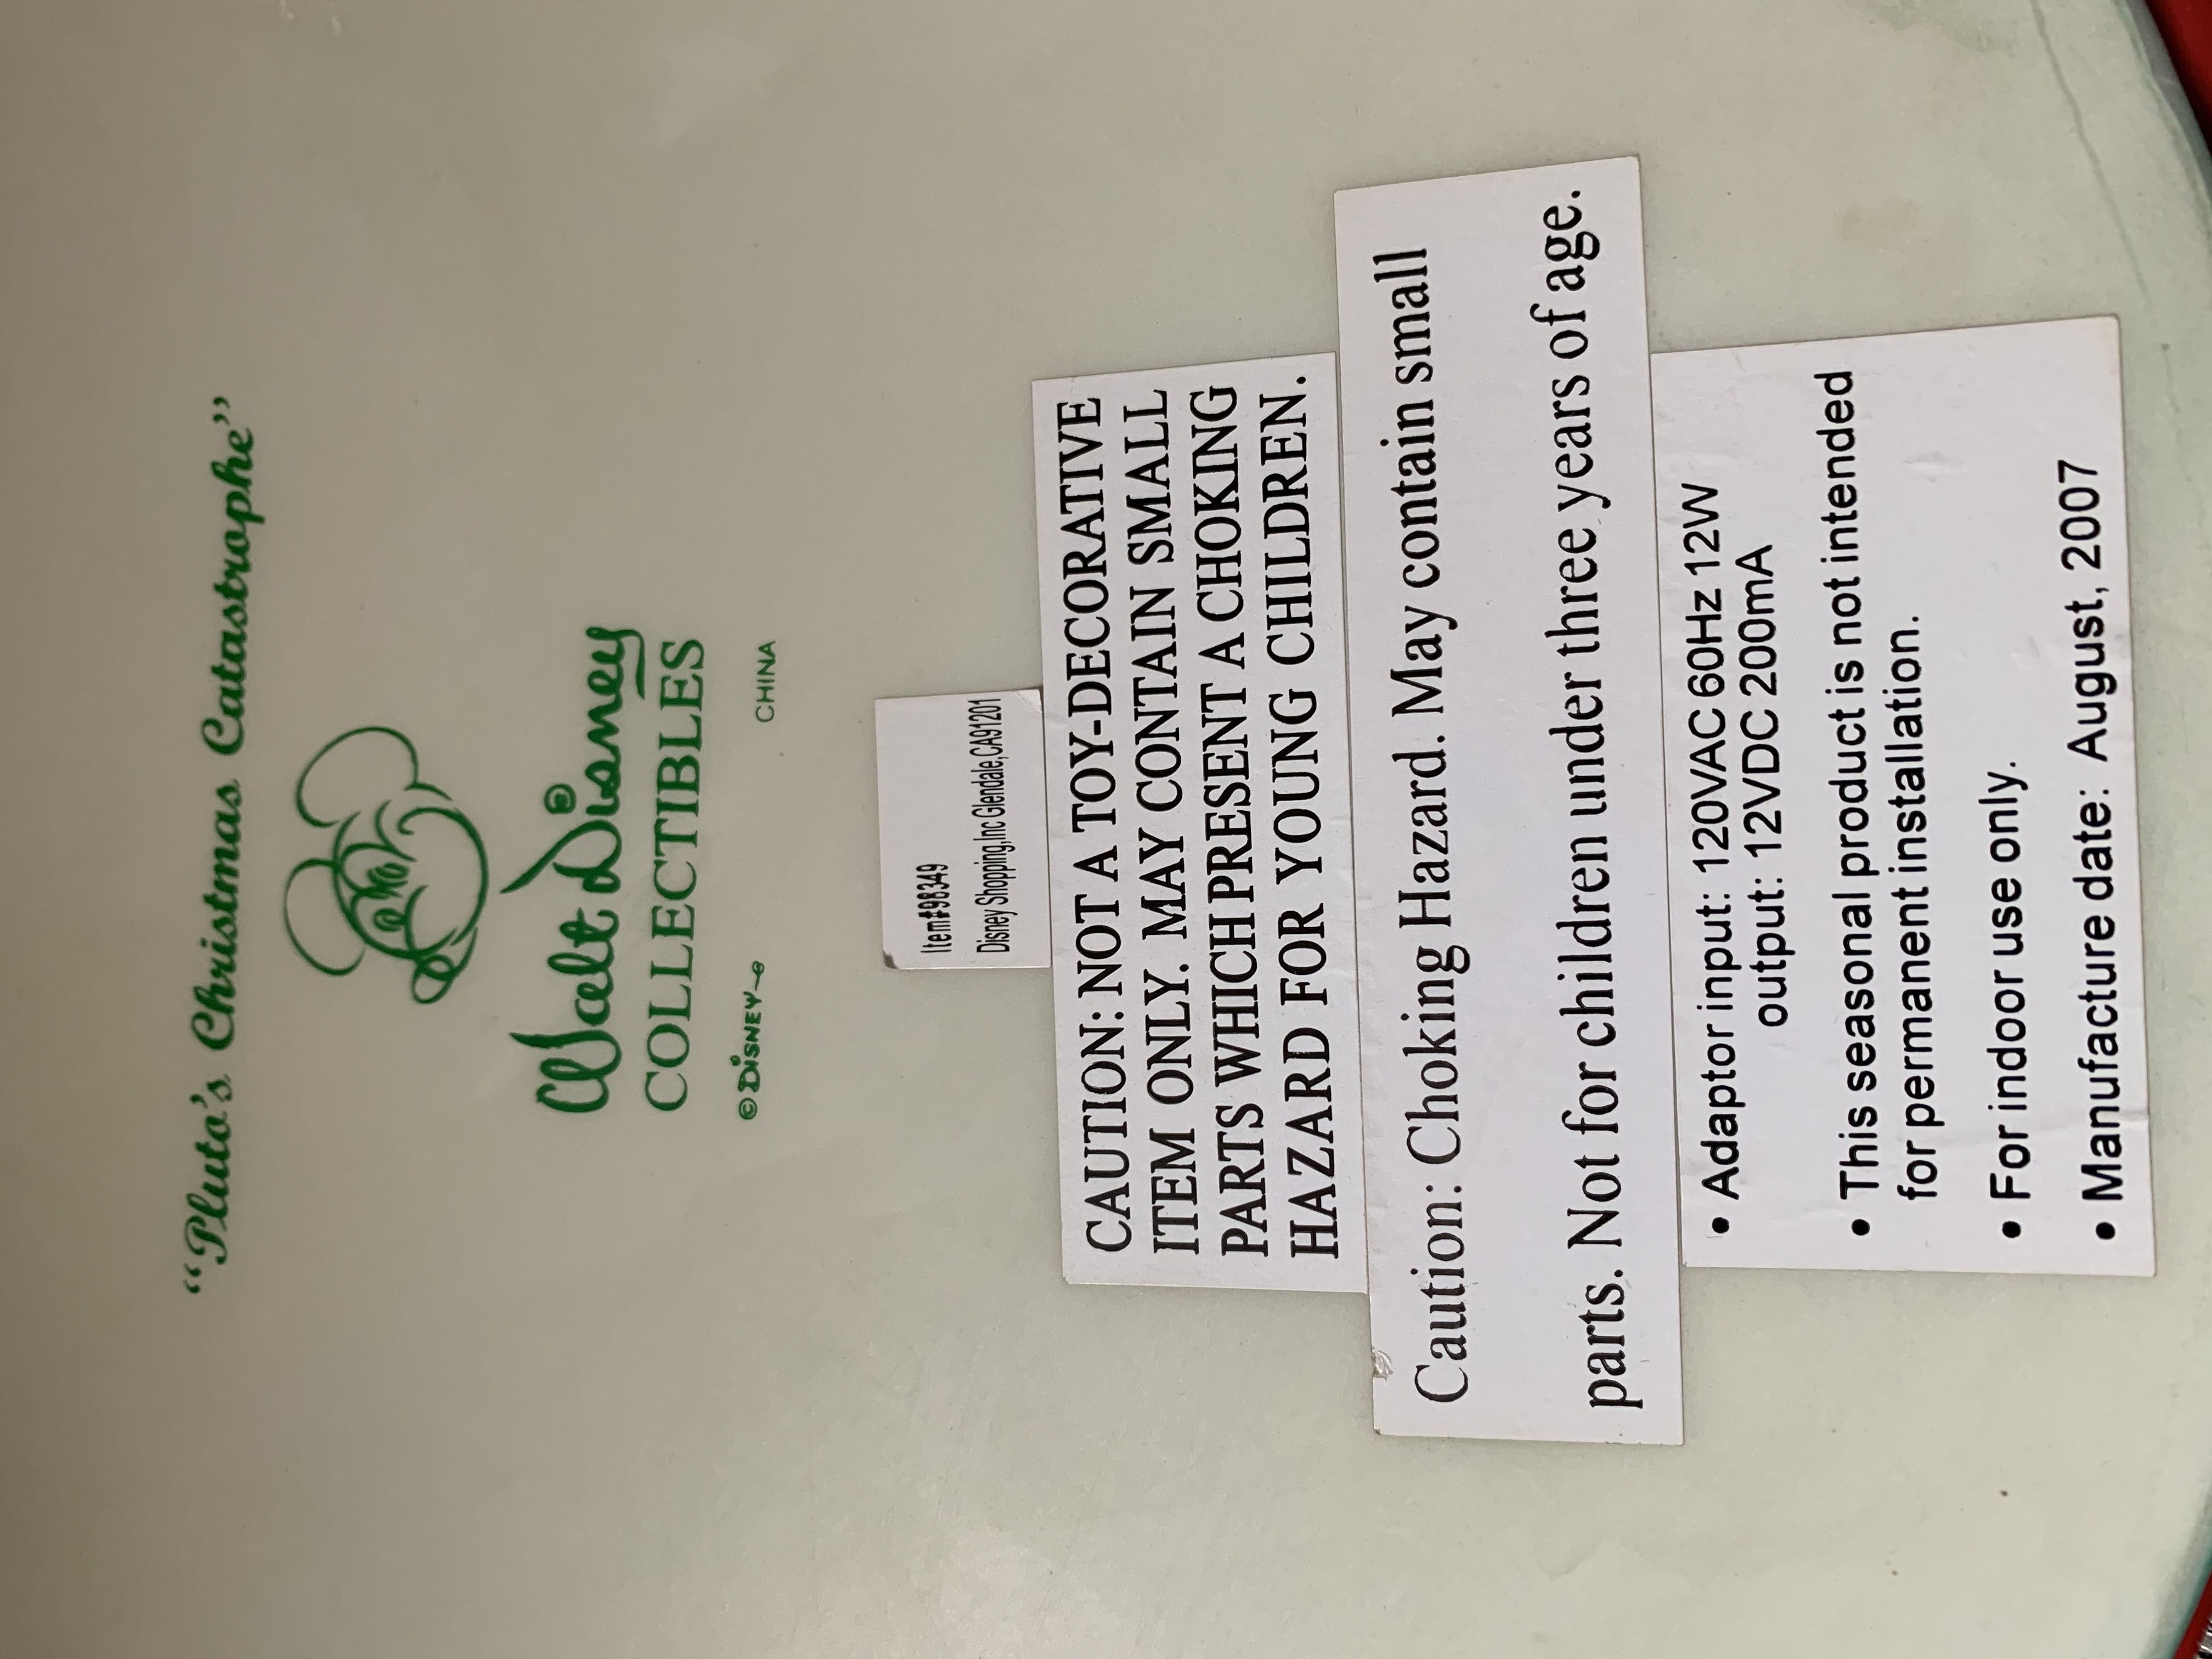 “Pluto's Christmas Catastrophe”
Walt Disney®
COLLECTIBLES
© DISNEY CHINA
Item#98349
Disney Shopping,Inc Glendale,CA91201
CAUTION: NOT A TOY-DECORATIVE
ITEM ONLY. MAY CONTAIN SMALL
PARTS WHICH PRESENT A CHOKING
HAZARD FOR YOUNG CHILDREN.
Caution: Choking Hazard. May contain small
parts. Not for children under three years of age.
• Adaptor input: 120VAC 60Hz 12W
output: 12VDC 200mA
• This seasonal product is not intended
for permanent installation.
• For indoor use only.
• Manufacture date: August, 2007